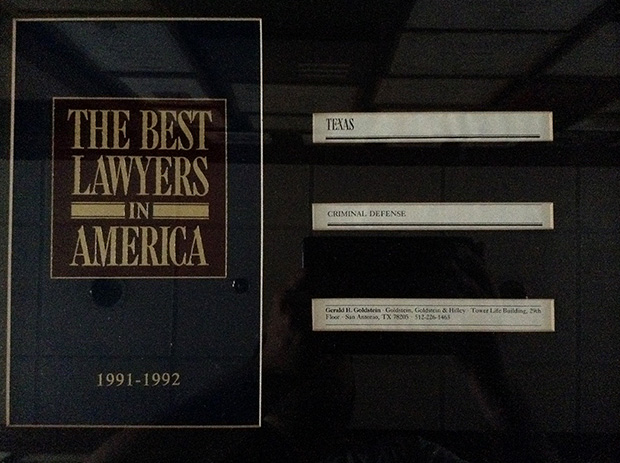 THE BEST
LAWYERS
IN
AMERICA
1991-1992
TEXAS
CRIMINAL DEFENSE
Gerald H. Goldstein · Goldstein, Goldstein & Hilley · Tower Life Building, 29th
Floor · San Antonio, TX 78205 · 512-226-1463